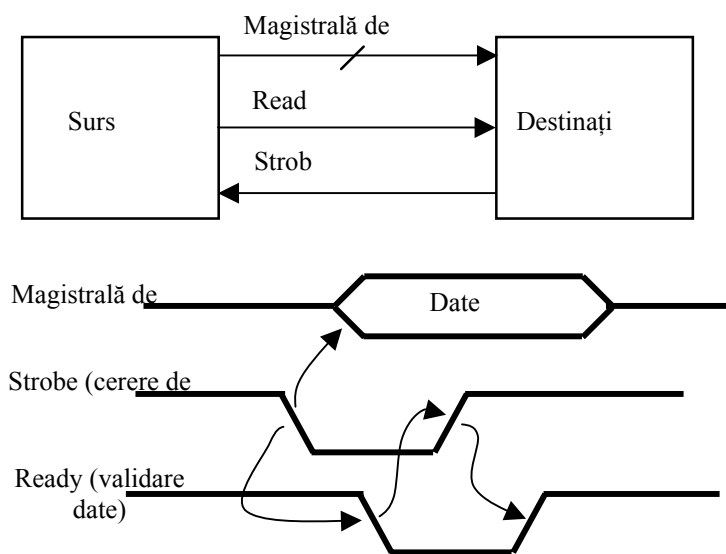 Magistrală de
Surs
Read
Destinați
Strob
Magistrală de
Date
Strobe (cerere de
Ready (validare
date)